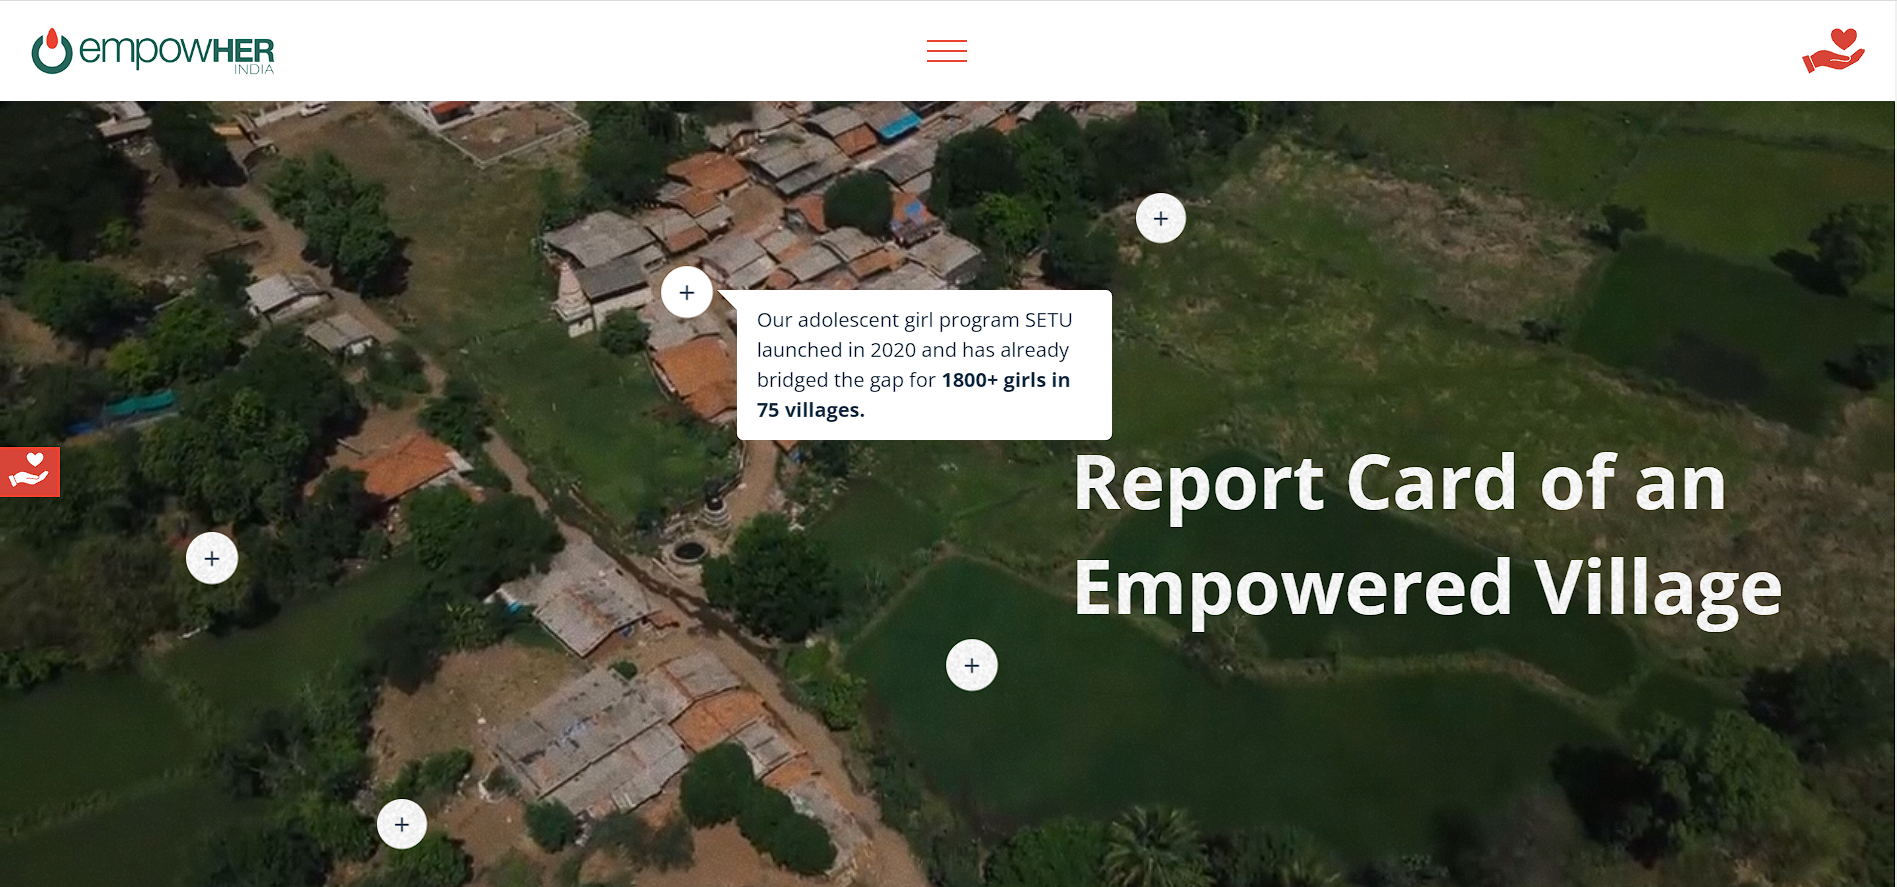 empowHER
INDIA
Our adolescent girl program SETU
launched in 2020 and has already
bridged the gap for 1800+ girls in
75 villages.
Report Card of an
Empowered Village